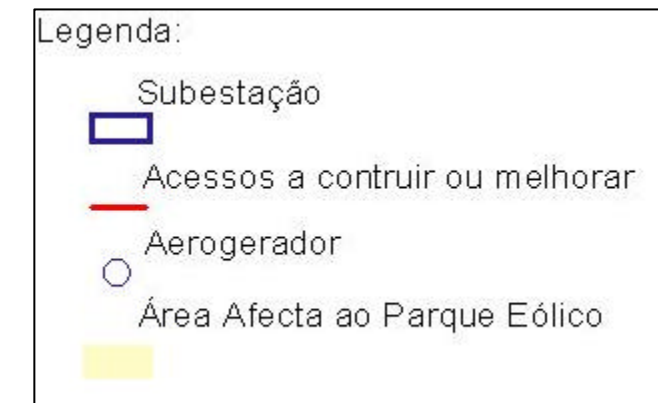 Legenda:
Subestação
Acessos a contruir ou melhorar
Aerogerador
Área Afecta ao Parque Eólico